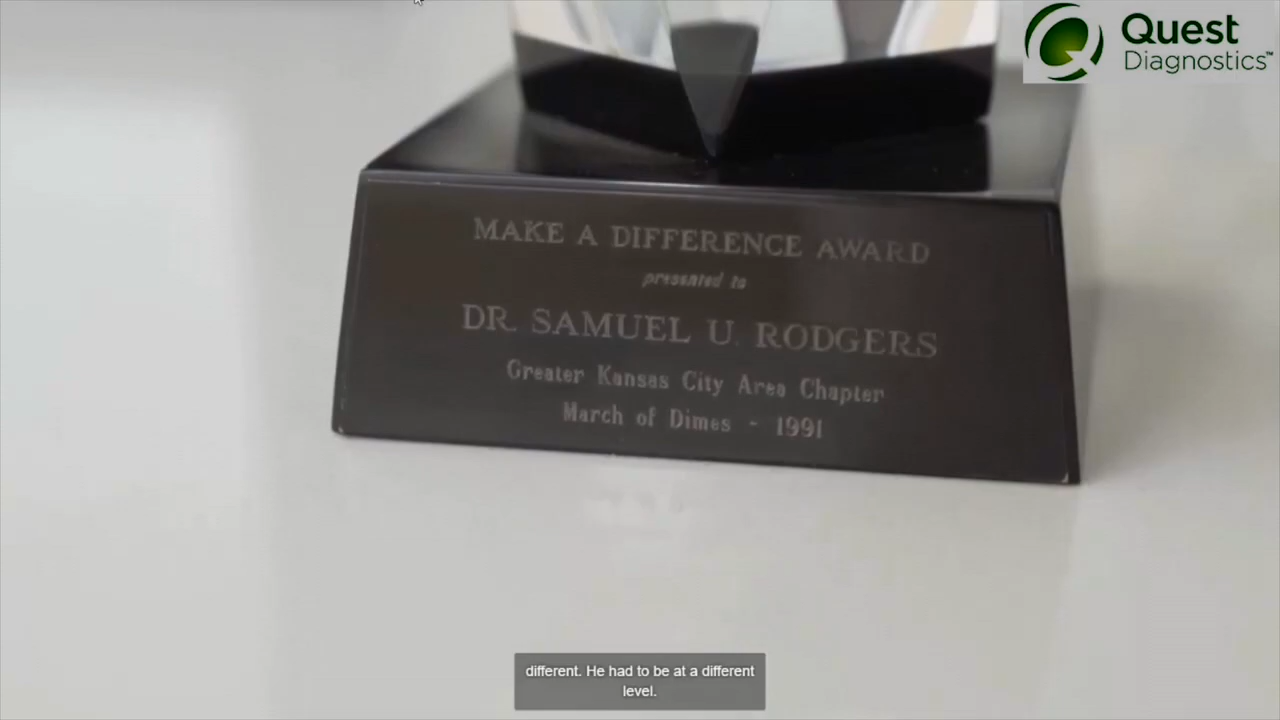 Quest
Diagnostics™
MAKE A DIFFERENCE AWARD
presented to
DR. SAMUEL U. RODGERS
Greater Kansas City Area Chapter
March of Dimes - 1991
different. He had to be at a different
level.